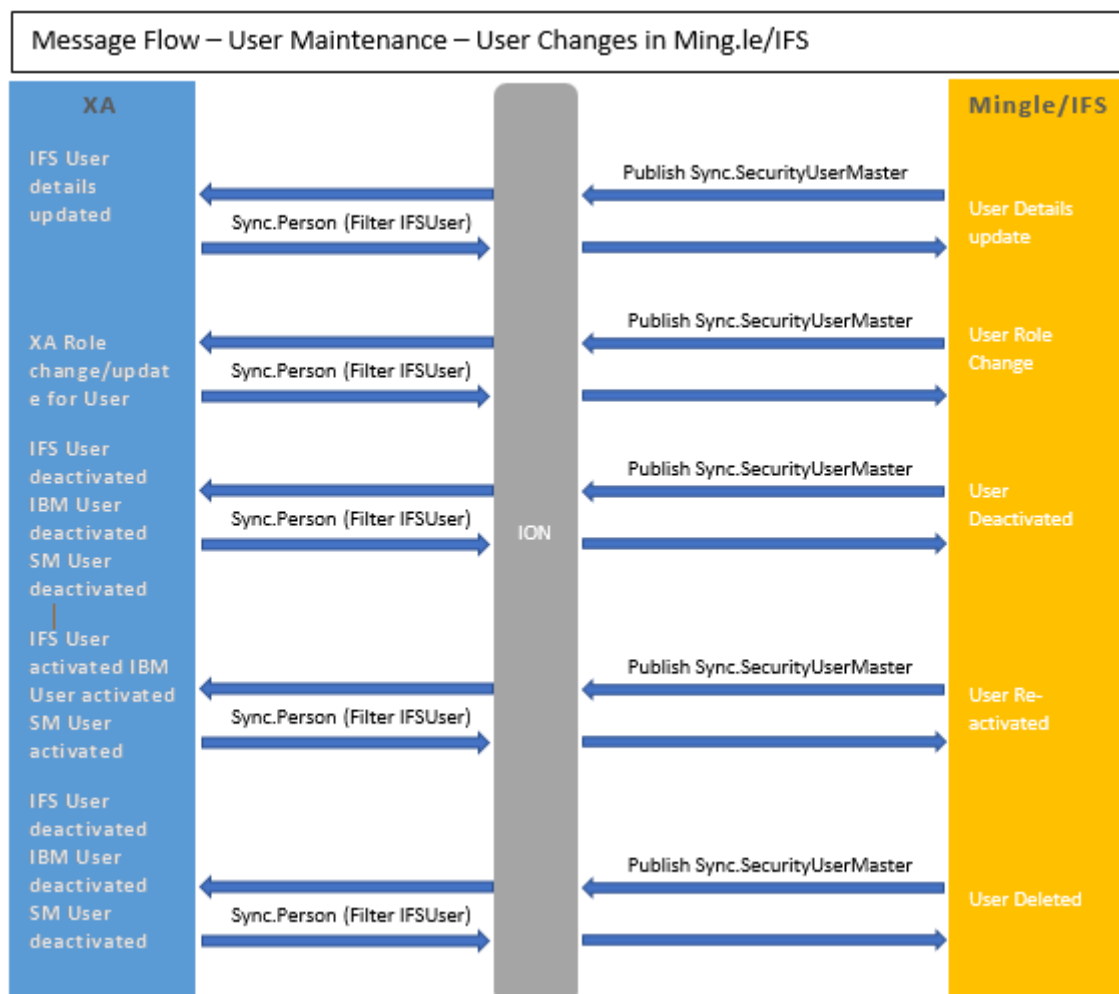 Message Flow – User Maintenance – User Changes in Ming.le/IFS
XA
Mingle/IFS
IFS User
details
updated
Publish Sync.SecurityUserMaster
Sync.Person (Filter IFSUser)
User Details
update
XA Role
change/updat
e for User
Publish Sync.SecurityUserMaster
Sync.Person (Filter IFSUser)
User Role
Change
IFS User
deactivated
IBM User
deactivated
SM User
deactivated
Publish Sync.SecurityUserMaster
Sync.Person (Filter IFSUser)
ION
User
Deactivated
IFS User
activated IBM
User activated
SM User
activated
Publish Sync.SecurityUserMaster
Sync.Person (Filter IFSUser)
User Re-
activated
IFS User
deactivated
IBM User
deactivated
SM User
deactivated
Publish Sync.SecurityUserMaster
Sync.Person (Filter IFSUser)
User Deleted